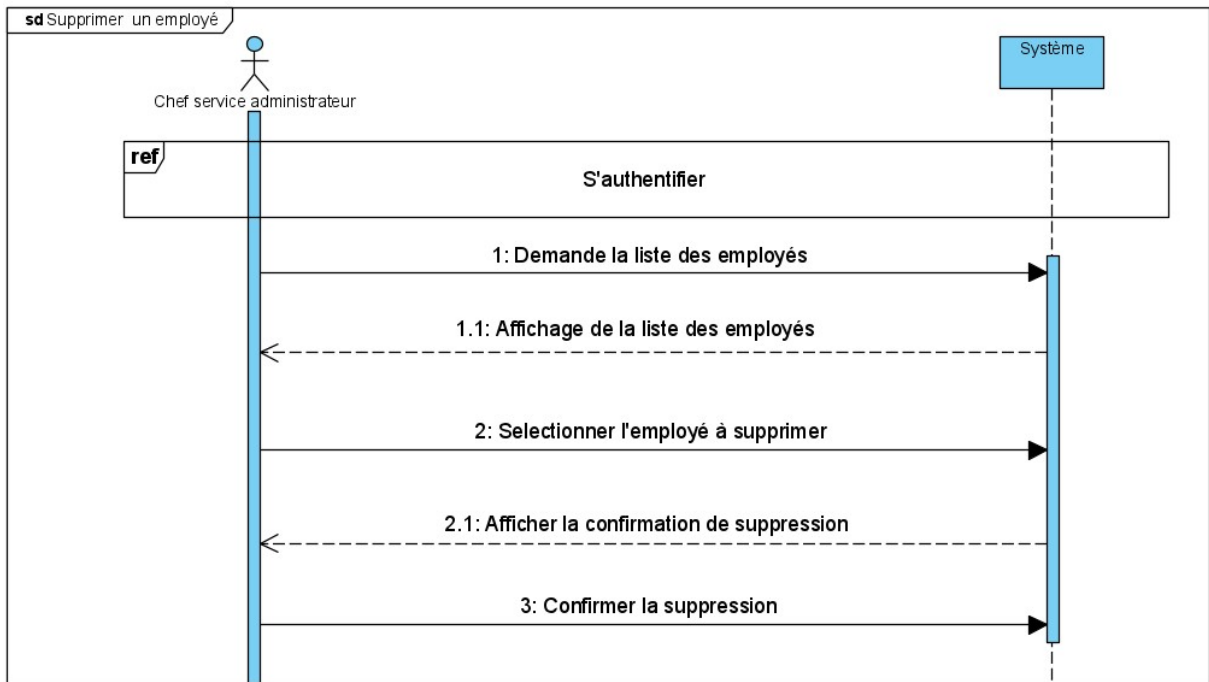 sd Supprimer un employé
Système
Chef service administrateur
ref
S'authentifier
1: Demande la liste des employés
1.1: Affichage de la liste des employés
2: Selectionner l'employé à supprimer
2.1: Afficher la confirmation de suppression
3: Confirmer la suppression